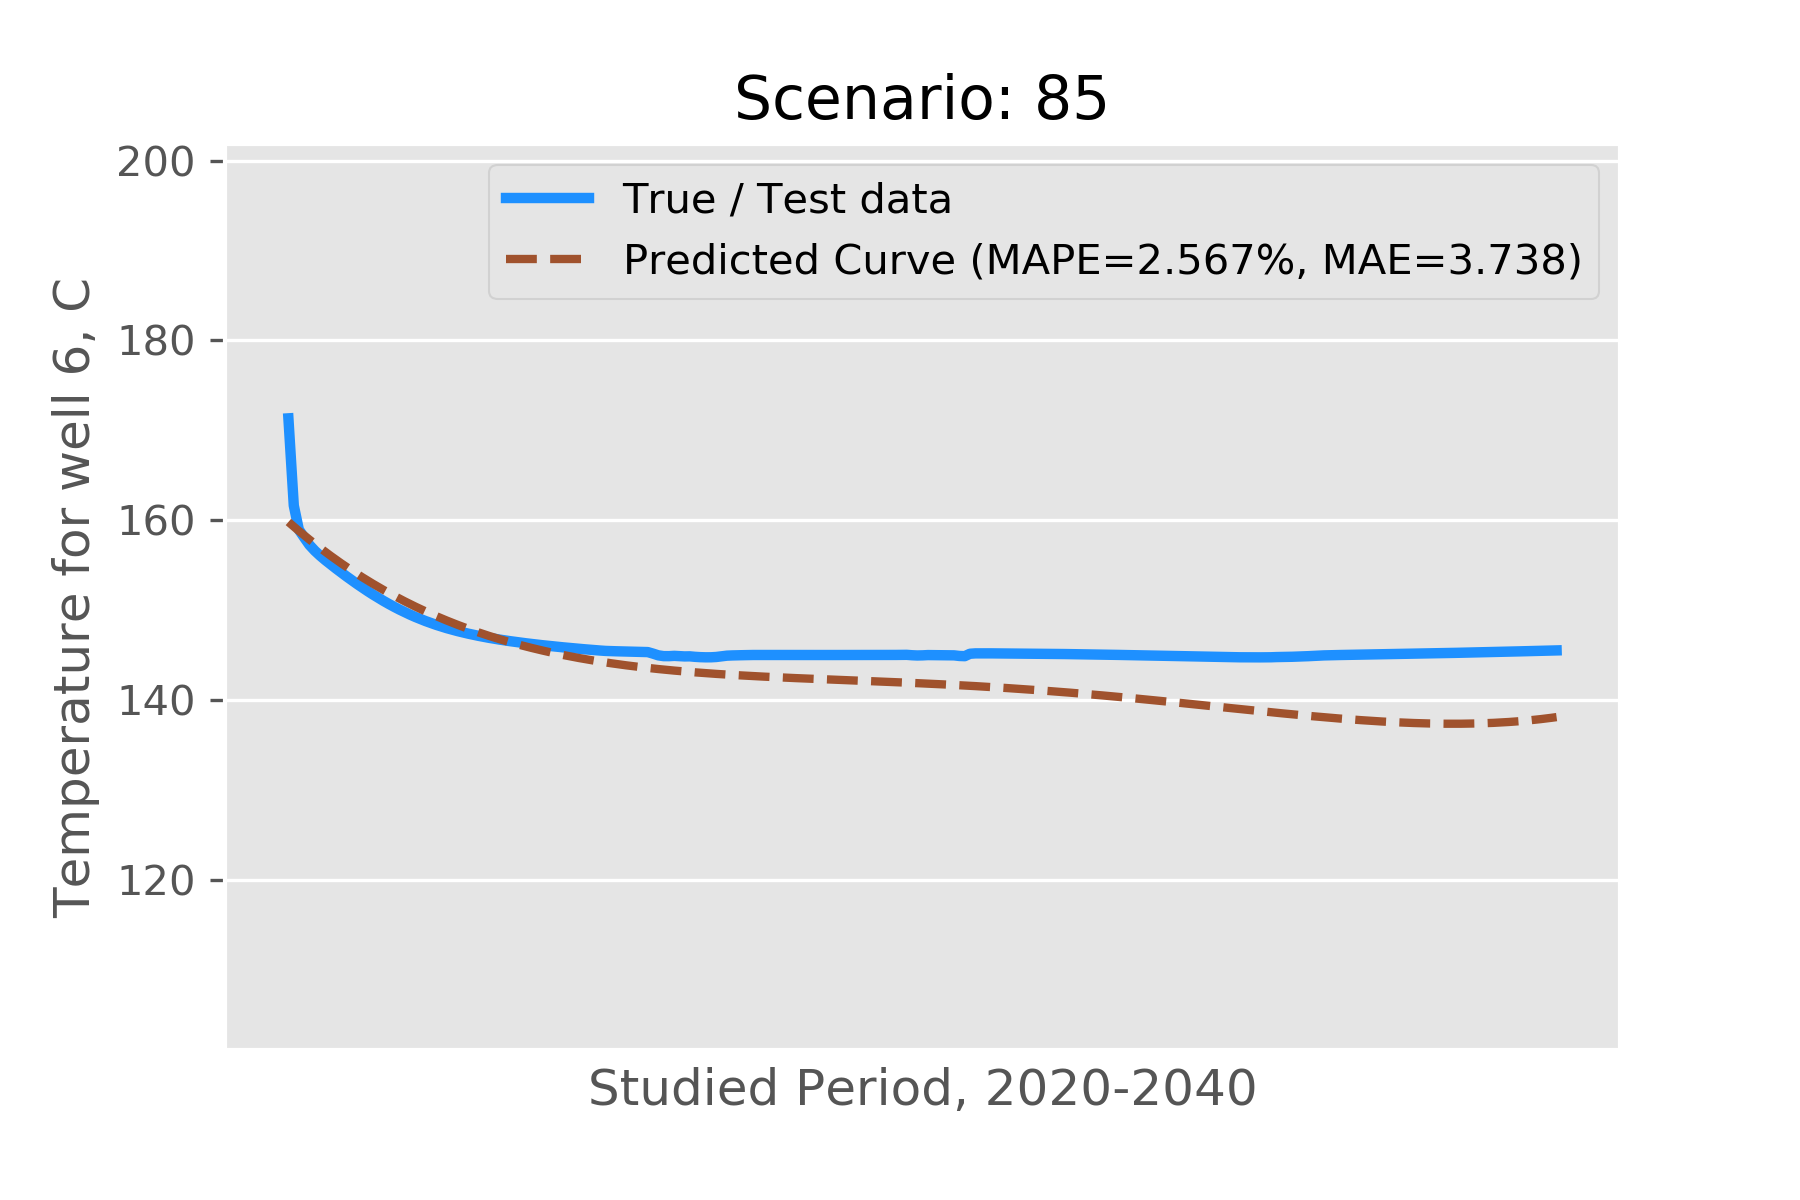 Scenario: 85
200
180
160
140
120
Temperature for well 6, C
True / Test data
Predicted Curve (MAPE=2.567%, MAE=3.738)
Studied Period, 2020-2040